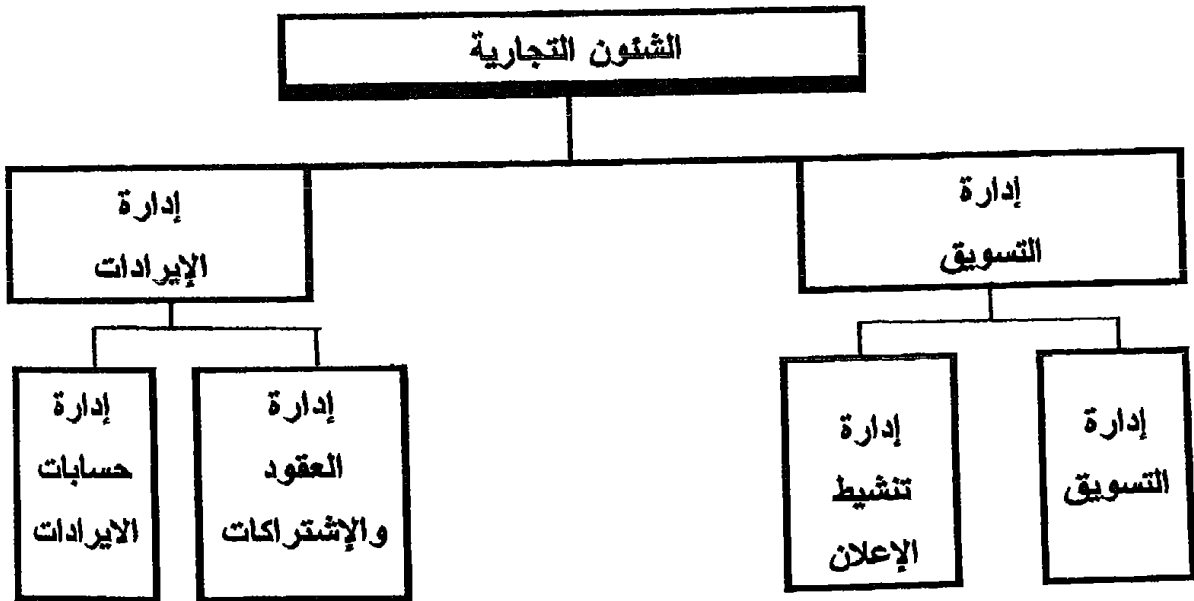 الشئون التجارية
إدارة
التسويق
إدارة
الإيرادات
إدارة
التسويق
إدارة
تنشيط
الإعلان
إدارة
العقود
والإشتراكات
إدارة
حسابات
الايرادات